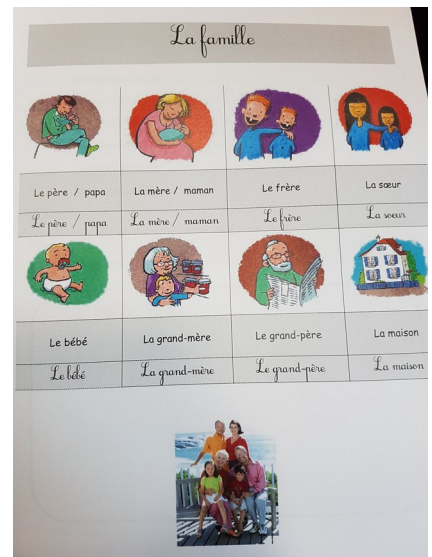 La famille
Le père / papa La mère / maman Le frère La sœur
Le père / papa La mère / maman Le frère La sœur
Le bébé La grand-mère Le grand-père La maison
Le bébé La grand-mère Le grand-père La maison